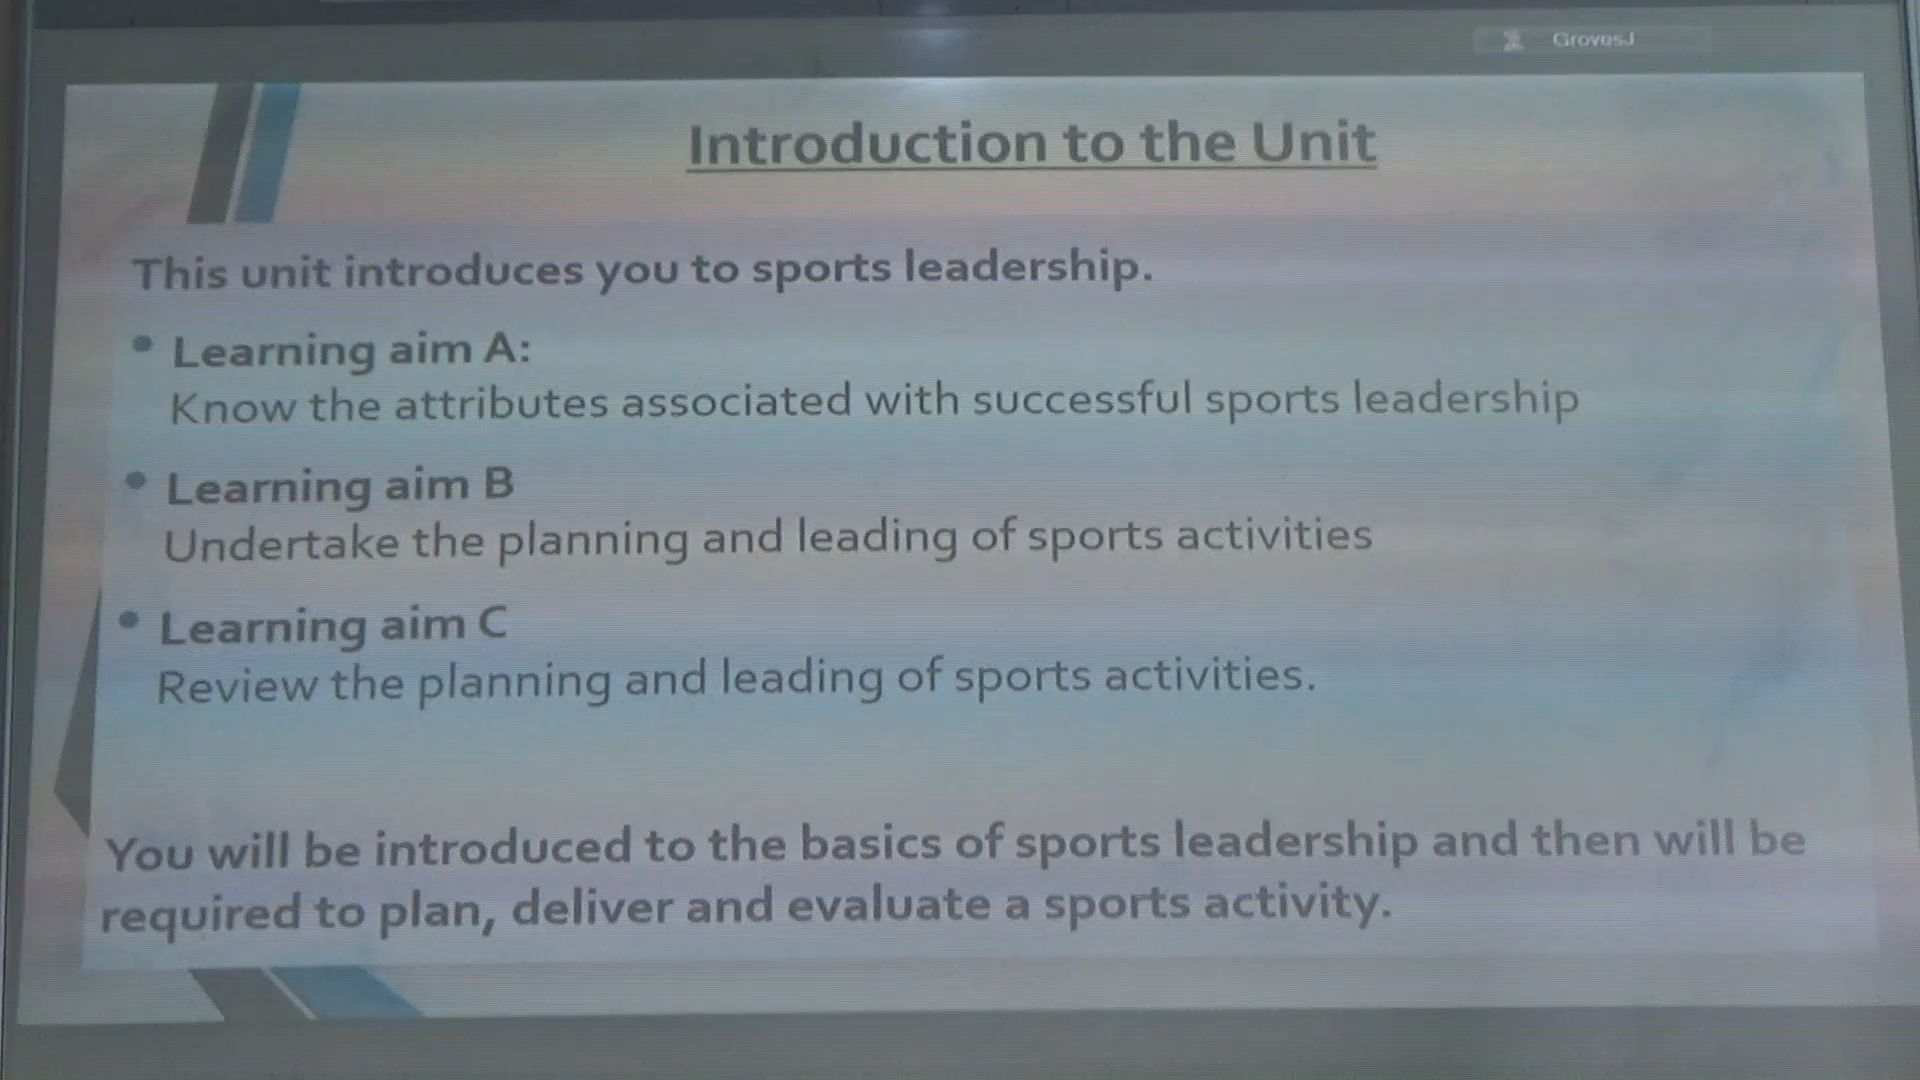 GrovesJ
Introduction to the Unit
This unit introduces you to sports leadership.
• Learning aim A:
Know the attributes associated with successful sports leadership
• Learning aim B
Undertake the planning and leading of sports activities
• Learning aim C
Review the planning and leading of sports activities.
You will be introduced to the basics of sports leadership and then will be
required to plan, deliver and evaluate a sports activity.